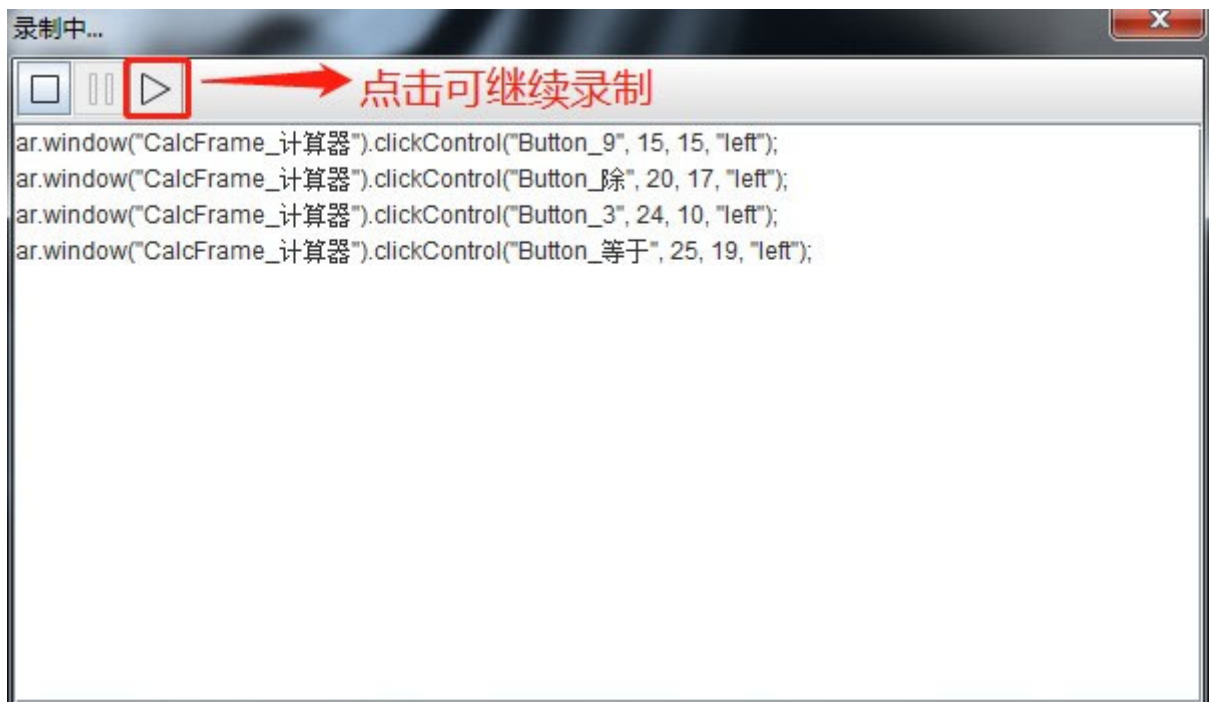 录制中...
点击可继续录制
ar.window("CalcFrame_计算器").clickControl("Button_9", 15, 15, "left");
ar.window("CalcFrame_计算器").clickControl("Button_除", 20, 17, "left");
ar.window("CalcFrame_计算器").clickControl("Button_3", 24, 10, "left");
ar.window("CalcFrame_计算器").clickControl("Button_等于", 25, 19, "left");